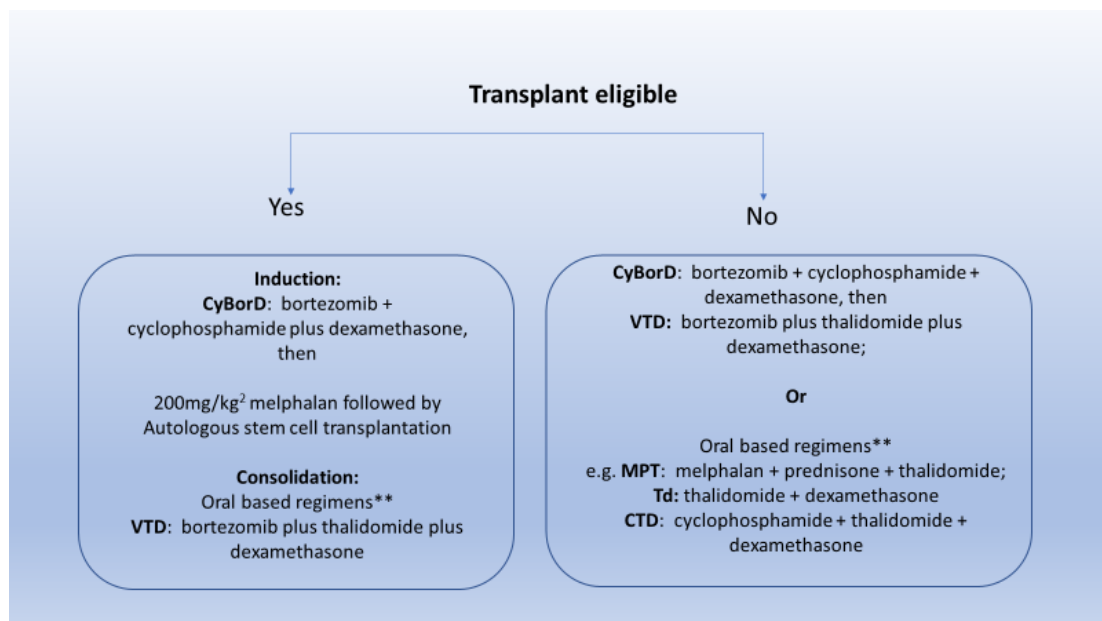 Transplant eligible
Yes
No
Induction:
CyBorD: bortezomib +
cyclophosphamide plus dexamethasone,
then
200mg/kg² melphalan followed by
Autologous stem cell transplantation
Consolidation:
Oral based regimens**
VTD: bortezomib plus thalidomide plus
dexamethasone
CyBorD: bortezomib + cyclophosphamide +
dexamethasone, then
VTD: bortezomib plus thalidomide plus
dexamethasone;
Or
Oral based regimens**
e.g. MPT: melphalan + prednisone + thalidomide;
Td: thalidomide + dexamethasone
CTD: cyclophosphamide + thalidomide +
dexamethasone